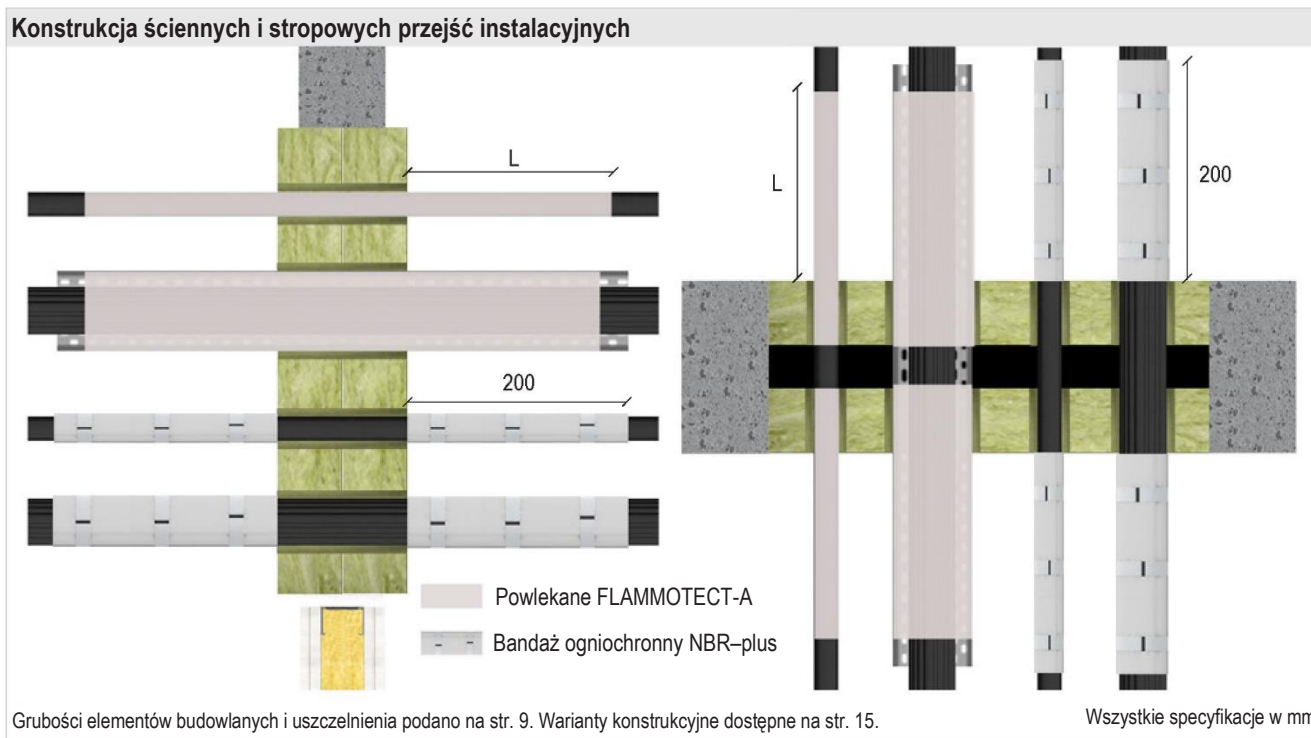 Konstrukcja ściennych i stropowych przejść instalacyjnych
L
200
L
200
Powlekane FLAMMOTECT-A
Bandaż ogniochronny NBR–plus
Grubości elementów budowlanych i uszczelnienia podano na str. 9. Warianty konstrukcyjne dostępne na str. 15.
Wszystkie specyfikacje w mm